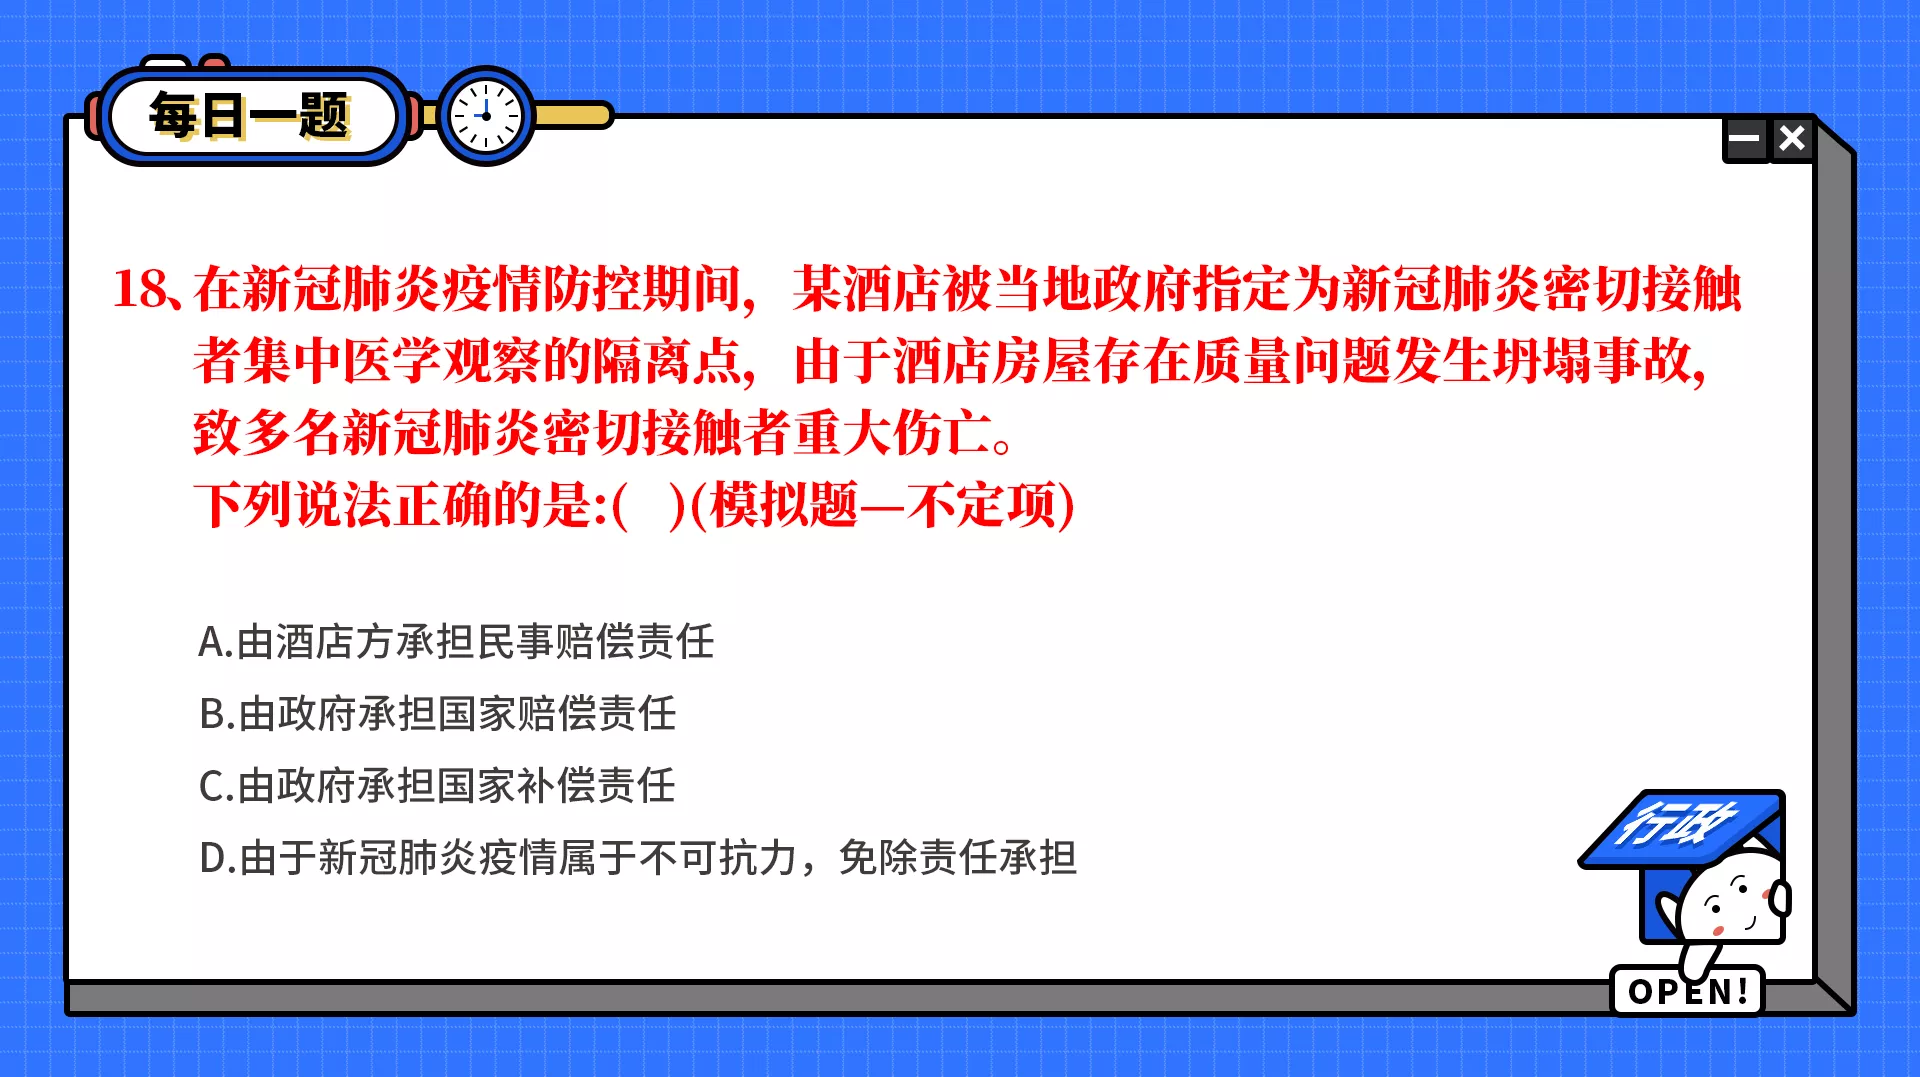 每日一题
18、在新冠肺炎疫情防控期间，某酒店被当地政府指定为新冠肺炎密切接触
者集中医学观察的隔离点，由于酒店房屋存在质量问题发生坍塌事故，
致多名新冠肺炎密切接触者重大伤亡。
下列说法正确的是:(  )(模拟题—不定项)
A.由酒店方承担民事赔偿责任
B.由政府承担国家赔偿责任
C.由政府承担国家补偿责任
D.由于新冠肺炎疫情属于不可抗力，免除责任承担
行政
OPEN!